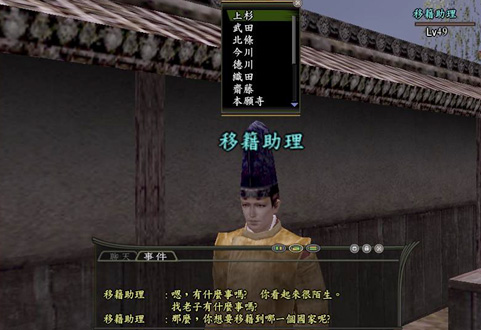 上杉
武田
北條
今川
德川
織田
齋藤
本願寺
移籍助理
Lv49
移籍助理
聊天 事件
移籍助理 :嗯,有什麼事嗎? 你看起來很陌生。
找老子有什麼事嗎?
移籍助理 :那麼,你想要移籍到哪一個國家呢?